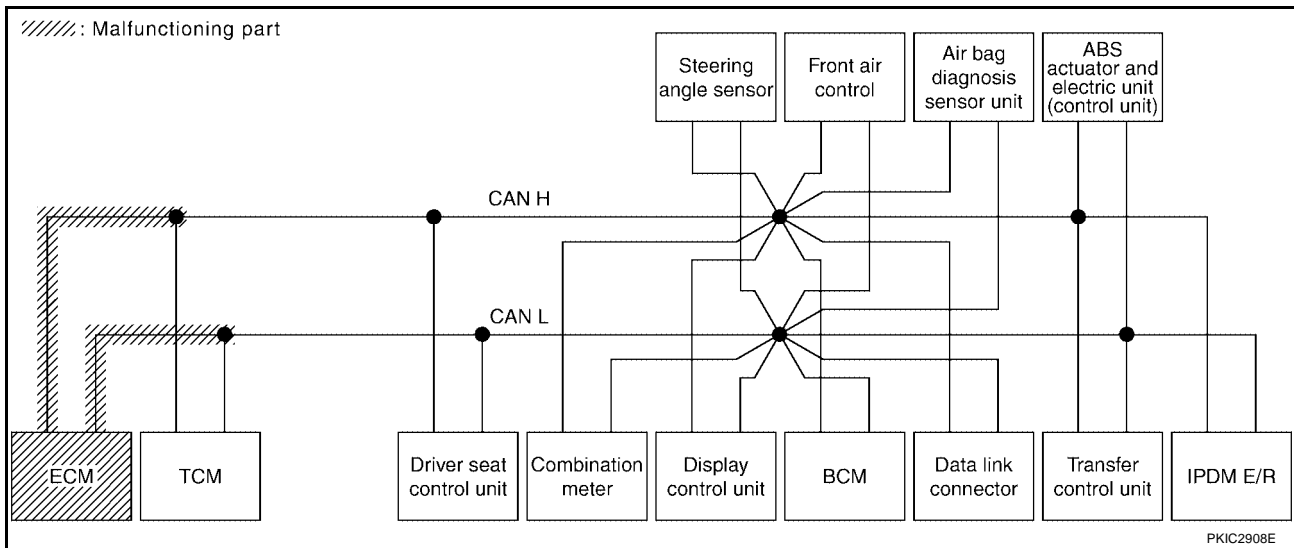 : Malfunctioning part
Steering
angle sensor
Front air
control
Air bag
diagnosis
sensor unit
ABS
actuator and
electric unit
(control unit)
CAN H
CAN L
ECM
TCM
Driver seat
control unit
Combination
meter
Display
control unit
BCM
Data link
connector
Transfer
control unit
IPDM E/R
PKIC2908E